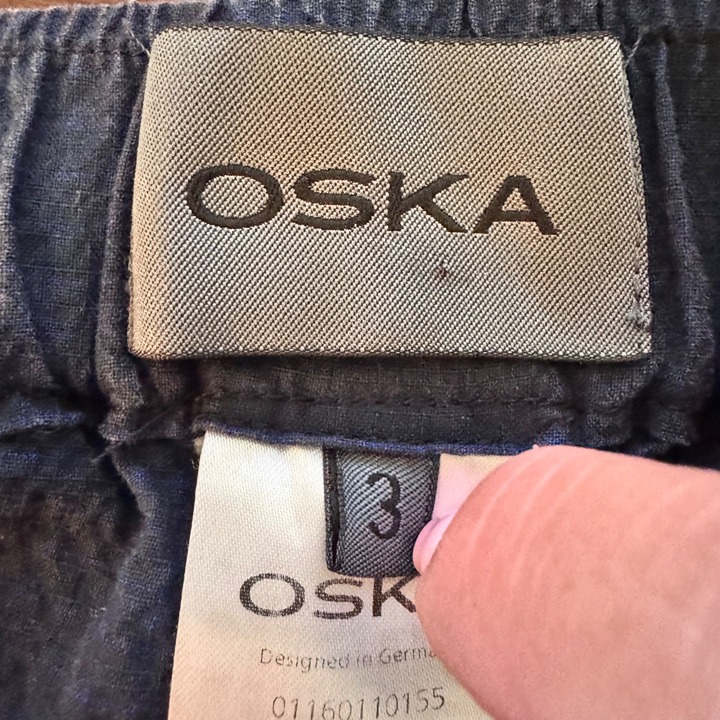 OSKA
3
OSK
Designed in Germa
01160110155